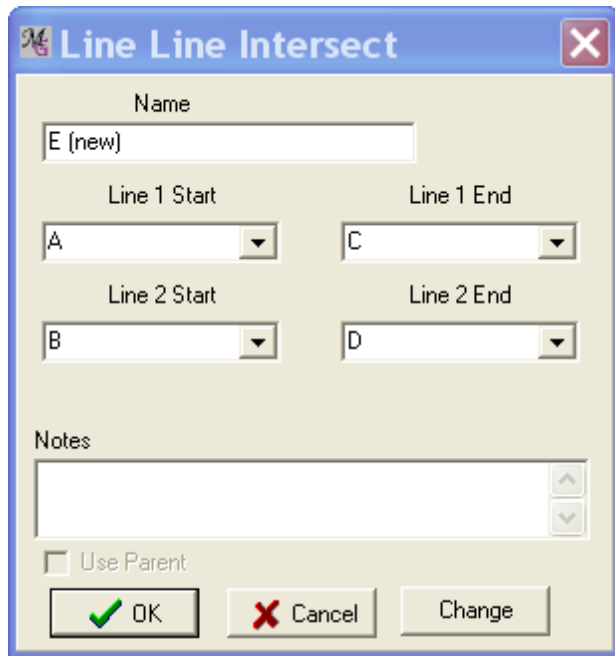 Line Line Intersect
Name
E (new)
Line 1 Start Line 1 End
A C
Line 2 Start Line 2 End
B D
Notes
Use Parent
OK Cancel Change